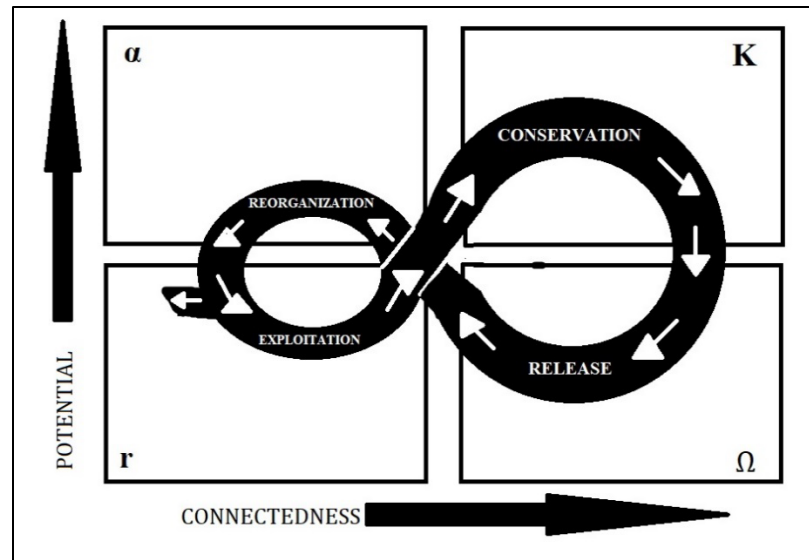 α
K
CONSERVATION
REORGANIZATION
EXPLOITATION
RELEASE
r
Ω
POTENTIAL
CONNECTEDNESS